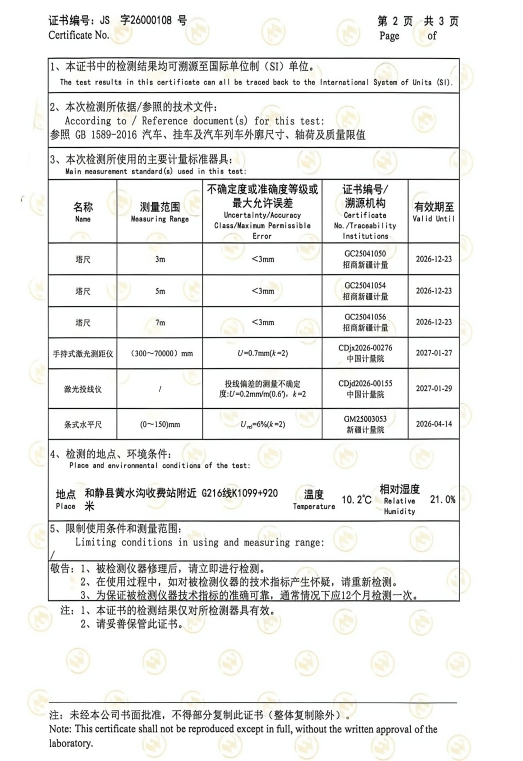 证书编号：JS 字26000108 号
Certificate No.
第 2 页 共 3 页
Page of
1、本证书中的检测结果均可溯源至国际单位制（SI）单位。
The test results in this certificate can all be traced back to the International System of Units (SI).
2、本次检测所依据/参照的技术文件：
According to / Reference document(s) for this test:
参照 GB 1589-2016 汽车、挂车及汽车列车外廓尺寸、轴荷及质量限值
3、本次检测所使用的主要计量标准器具：
Main measurement standard(s) used in this test:
名称
Name
测量范围
Measuring Range
不确定度或准确度等级或
最大允许误差
Uncertainty/Accuracy
Class/Maximum Permissible
Error
证书编号/
溯源机构
Certificate
No./Traceability
Institutions
有效期至
Valid Until
塔尺 3m ＜3mm GC25041050 2026-12-23
招商新疆计量
塔尺 5m ＜3mm GC25041054 2026-12-23
招商新疆计量
塔尺 7m ＜3mm GC25041056 2026-12-23
招商新疆计量
手持式激光测距仪 （300～70000）mm U=0.7mm(k=2) CDjx2026-00276 2027-01-27
中国计量院
激光投线仪 / 投线偏差的测量不确定 CDjd2026-00155 2027-01-29
度:U=0.2mm/m(0.6′)，k=2 中国计量院
条式水平尺 (0～150)mm Urel=6%(k=2) GM25003053 2026-04-14
新疆计量院
4、检测的地点、环境条件：
Place and environmental conditions of the test:
地点
Place
和静县黄水沟收费站附近 G216线K1099+920
米
温度
Temperature
10.2℃
相对湿度
Relative
Humidity
21.0%
5、限制使用条件和测量范围：
Limiting conditions in using and measuring range:
/
敬告：1、被检测仪器修理后，请立即进行检测。
2、在使用过程中，如对被检测仪器的技术指标产生怀疑，请重新检测。
3、为保证被检测仪器技术指标的准确可靠，通常情况下应12个月检测一次。
注：1、本证书的检测结果仅对所检测器具有效。
2、请妥善保管此证书。
注：未经本公司书面批准，不得部分复制此证书（整体复制除外）。
Note: This certificate shall not be reproduced except in full, without the written approval of the
laboratory.